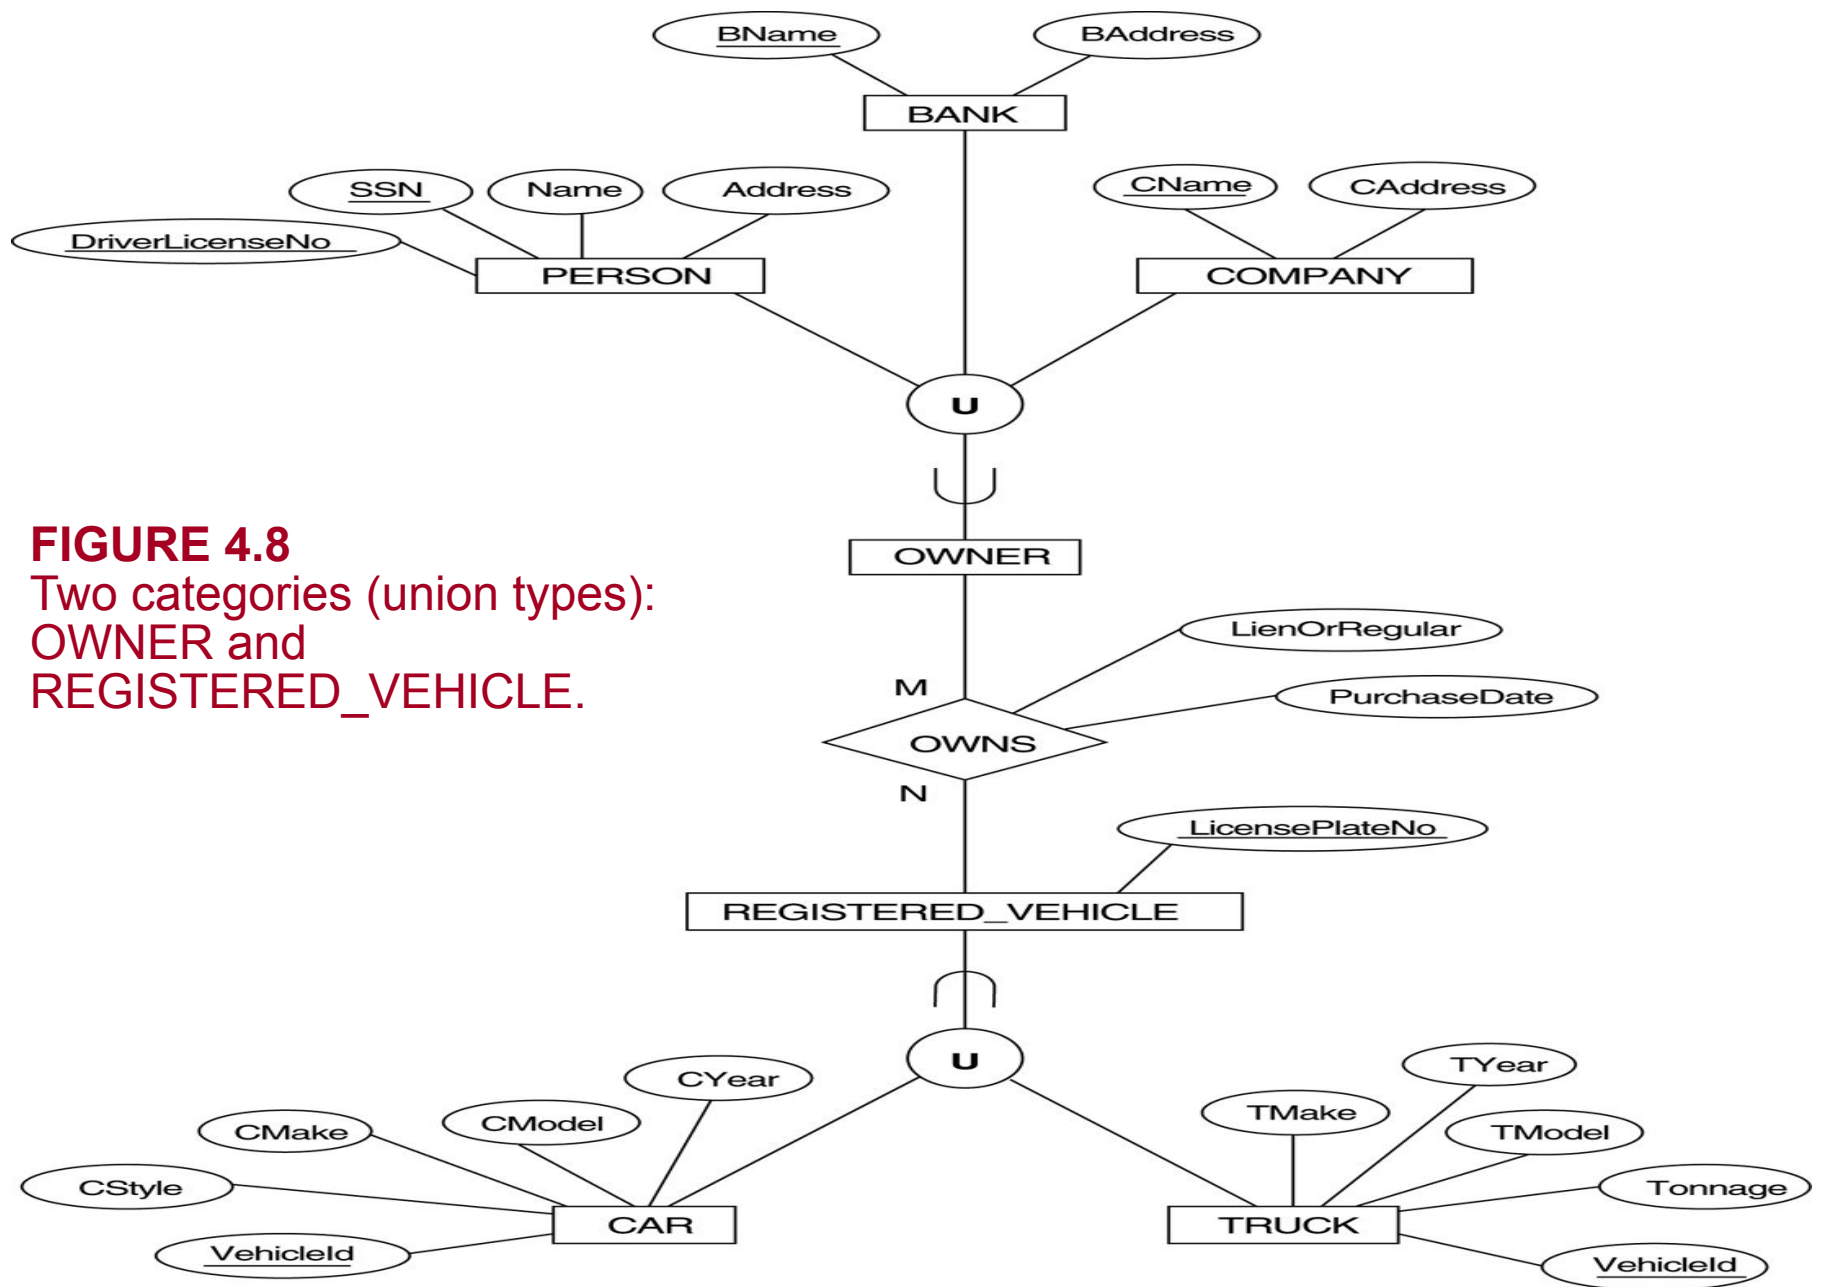 BName
BAddress
BANK
SSN
Name
Address
CName
CAddress
DriverLicenseNo
PERSON
COMPANY
U
FIGURE 4.8
Two categories (union types):
OWNER and
REGISTERED_VEHICLE.
OWNER
LienOrRegular
M
PurchaseDate
OWNS
N
LicensePlateNo
REGISTERED_VEHICLE
U
CYear
TYear
CMake
CModel
TMake
TModel
CStyle
Tonnage
CAR
TRUCK
VehicleId
VehicleId